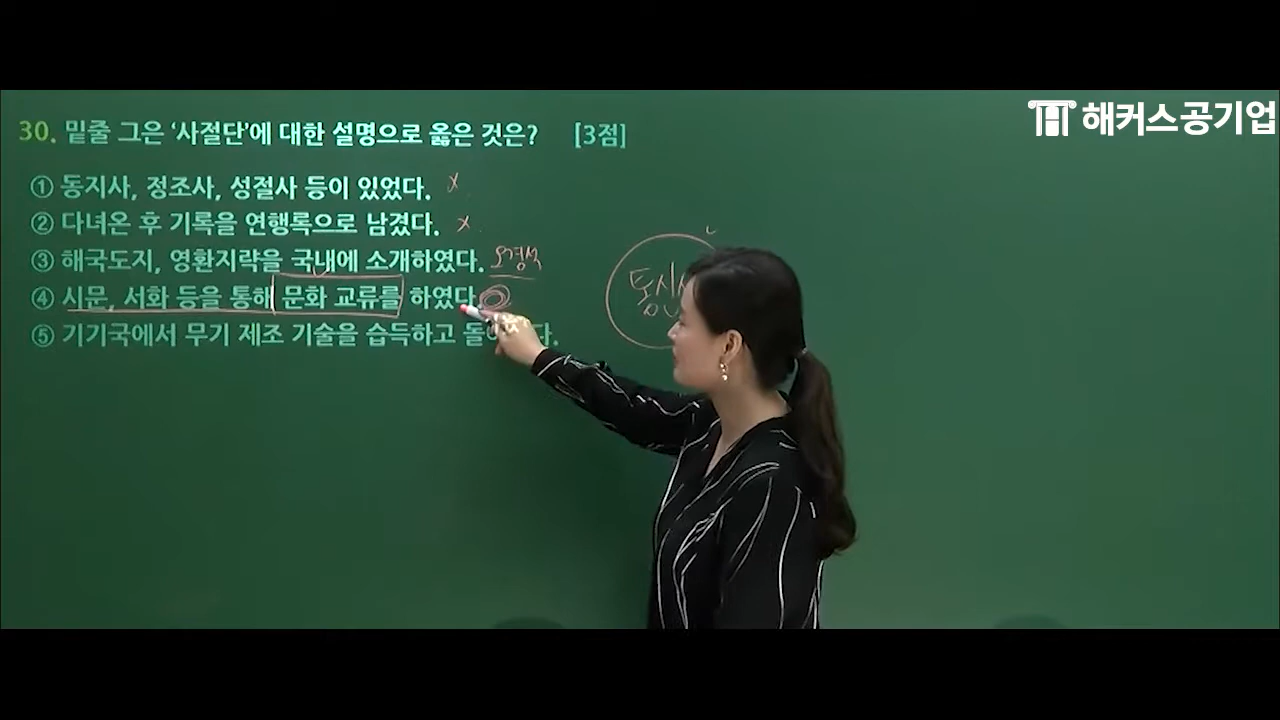 해커스공기업
30. 밑줄 그은 ‘사절단’에 대한 설명으로 옳은 것은? [3점]
① 동지사, 정조사, 성절사 등이 있었다. x
② 다녀온 후 기록을 연행록으로 남겼다. x
③ 해국도지, 영환지략을 국내에 소개하였다. 오경석
④ 시문, 서화 등을 통해 문화 교류를 하였다
통신
⑤ 기기국에서 무기 제조 기술을 습득하고